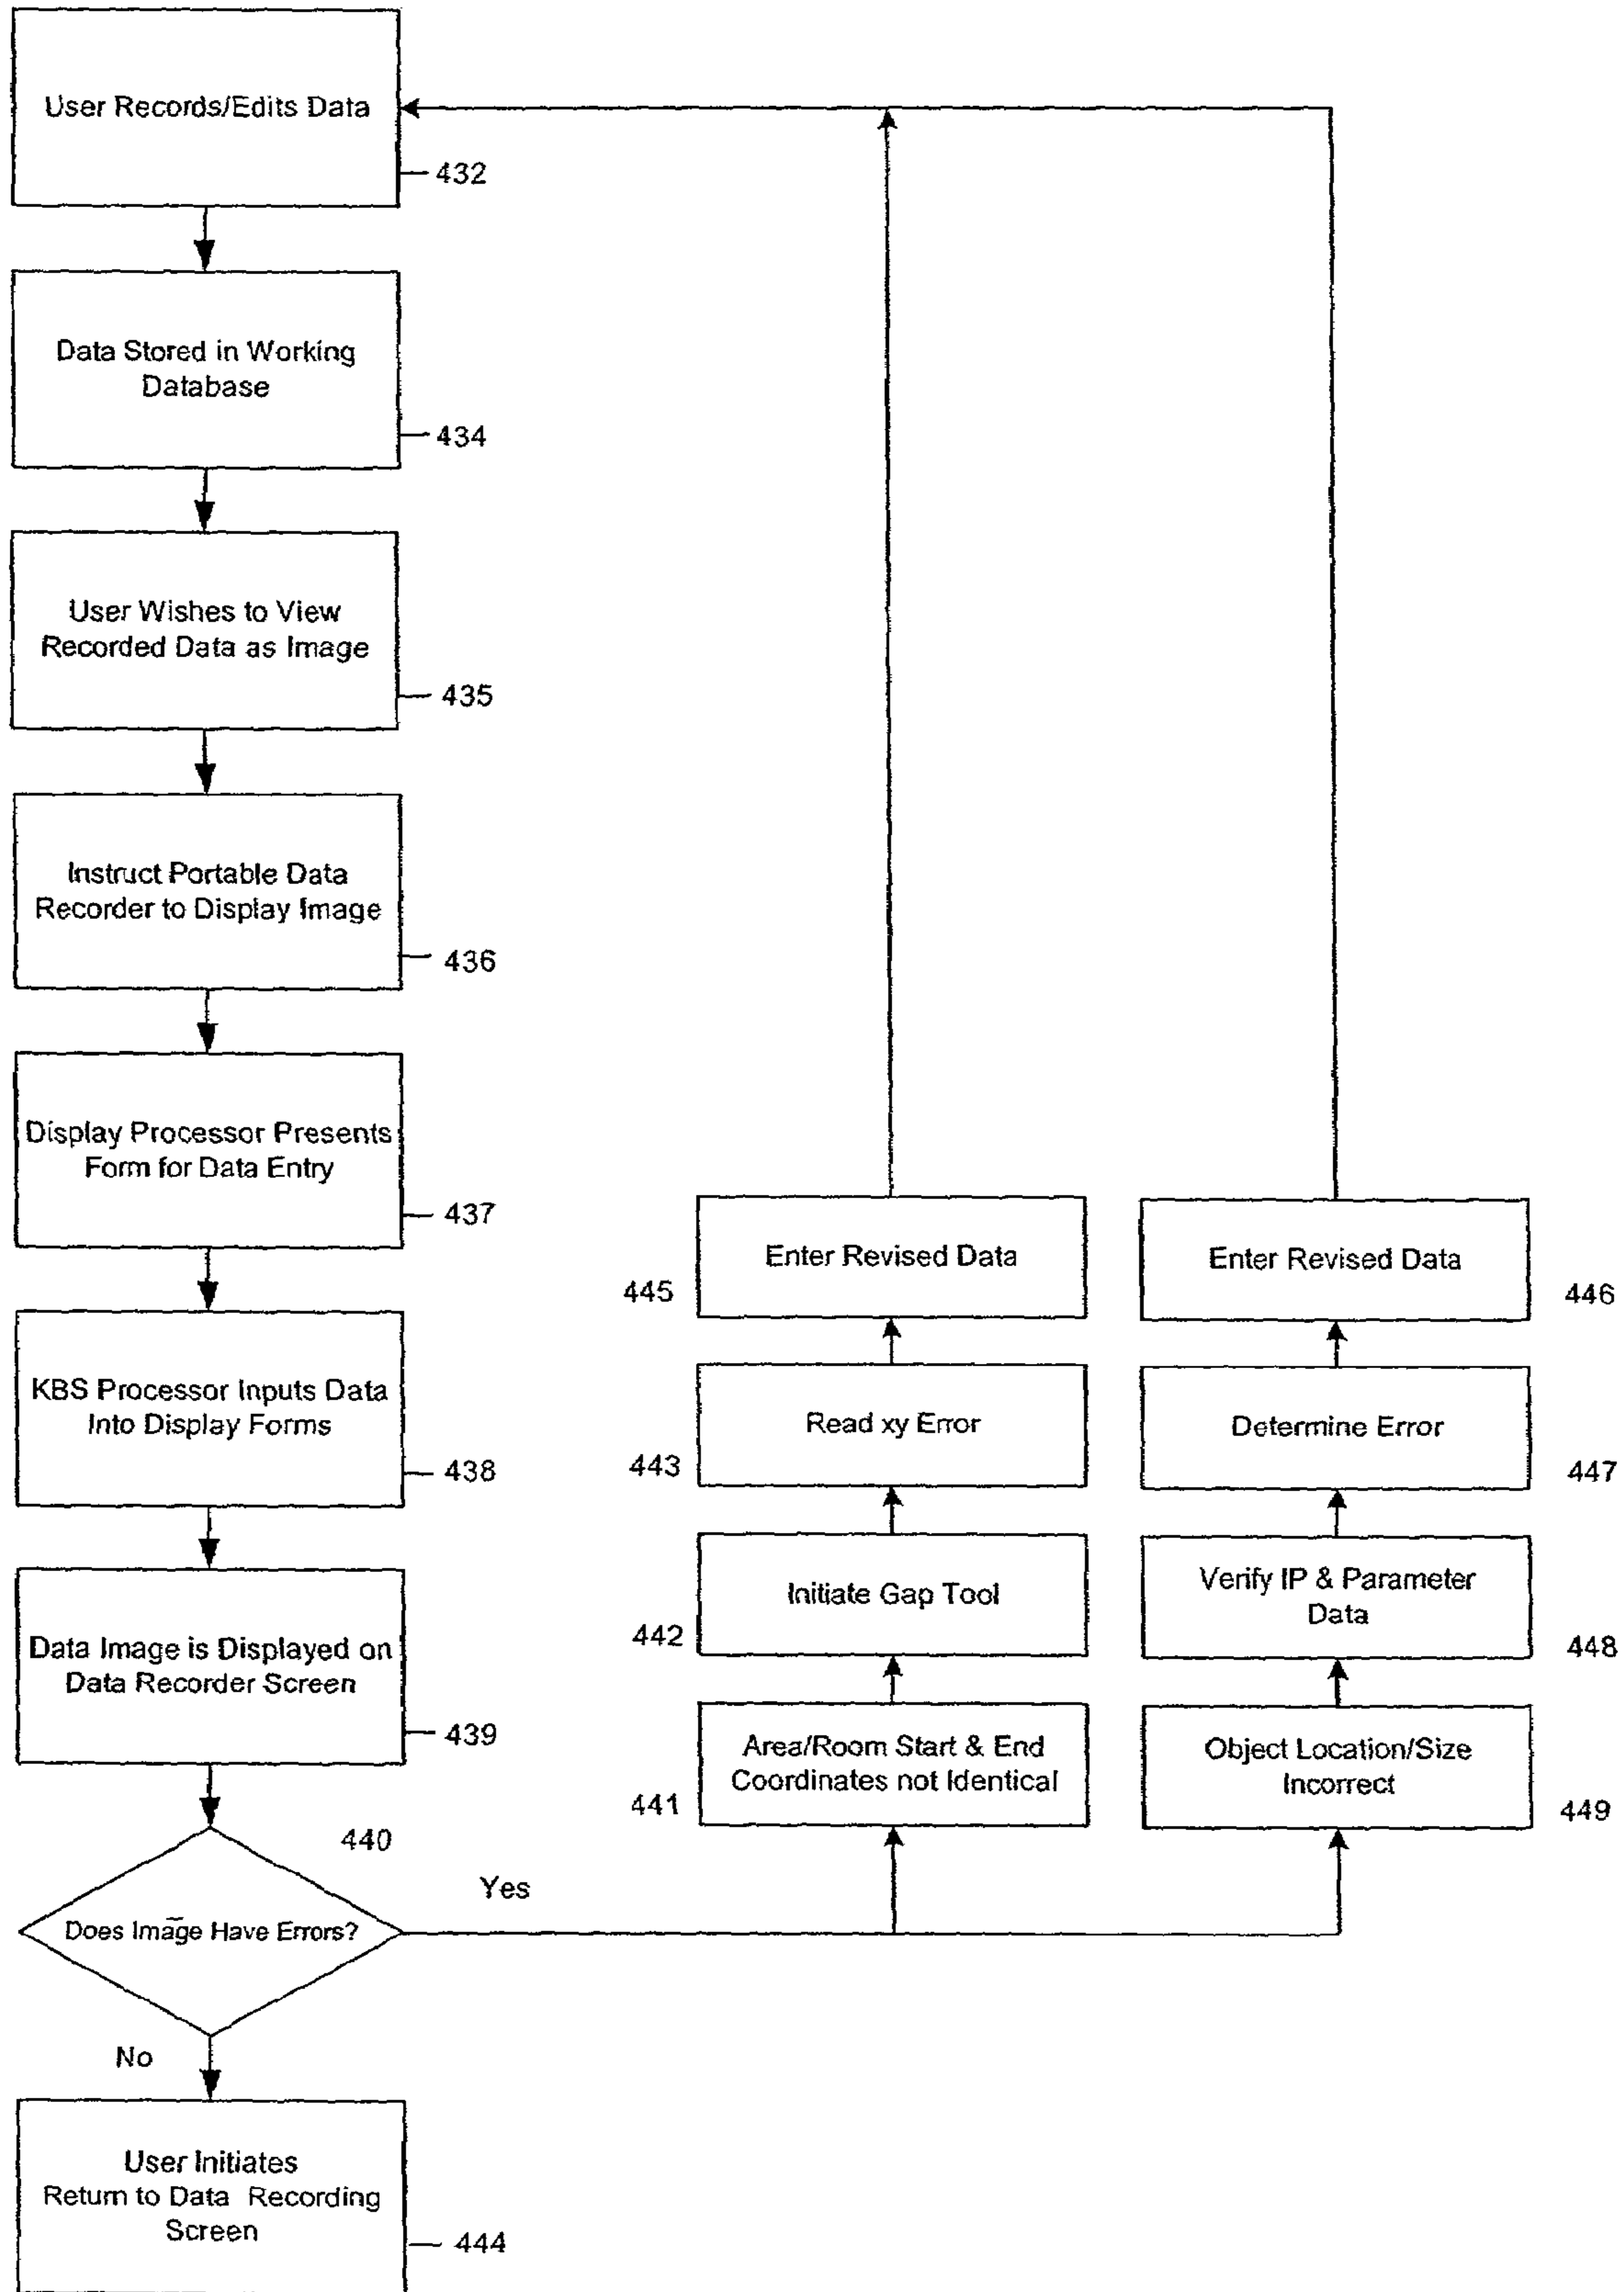 User Records/Edits Data
432
Data Stored in Working
Database
434
User Wishes to View
Recorded Data as Image
435
Instruct Portable Data
Recorder to Display Image
436
Display Processor Presents
Form for Data Entry
437
KBS Processor Inputs Data
Into Display Forms
438
Data Image is Displayed on
Data Recorder Screen
439
440
Does Image Have Errors?
Yes
No
User Initiates
Return to Data Recording
Screen
444
Enter Revised Data
445
Read xy Error
443
Initiate Gap Tool
442
Area/Room Start & End
Coordinates not Identical
441
Enter Revised Data
446
Determine Error
447
Verify IP & Parameter
Data
448
Object Location/Size
Incorrect
449